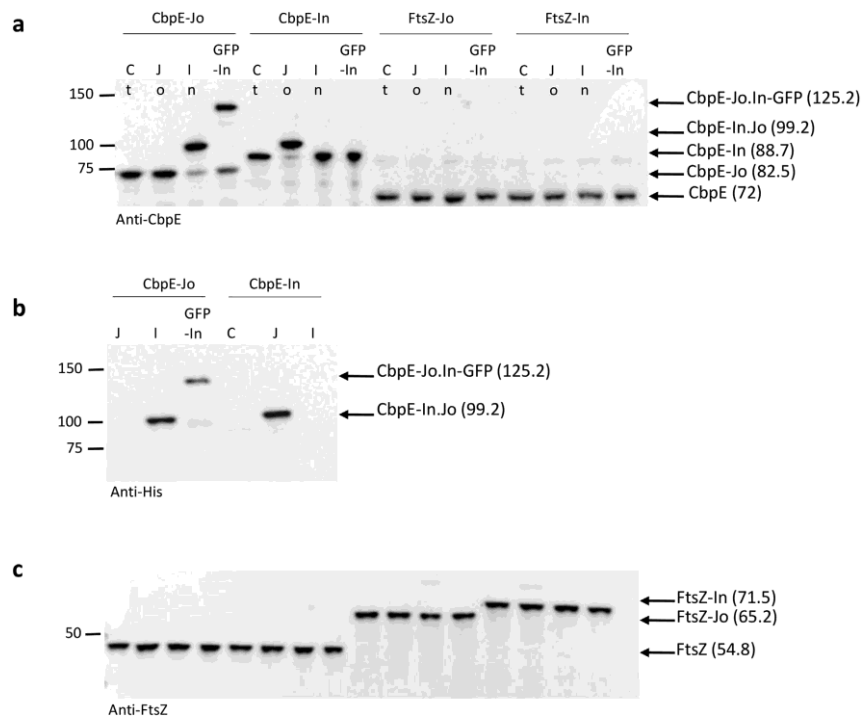 a
CbpE-Jo CbpE-In FtsZ-Jo FtsZ-In
C t J o I n GFP -In C t J o I n GFP -In C t J o I n GFP -In C t J o I n GFP -In
150
100
75
CbpE-Jo.In-GFP (125.2)
CbpE-In.Jo (99.2)
CbpE-In (88.7)
CbpE-Jo (82.5)
CbpE (72)
Anti-CbpE
b
CbpE-Jo CbpE-In
J I GFP -In C J I
150
100
75
CbpE-Jo.In-GFP (125.2)
CbpE-In.Jo (99.2)
Anti-His
c
50
FtsZ-In (71.5)
FtsZ-Jo (65.2)
FtsZ (54.8)
Anti-FtsZ